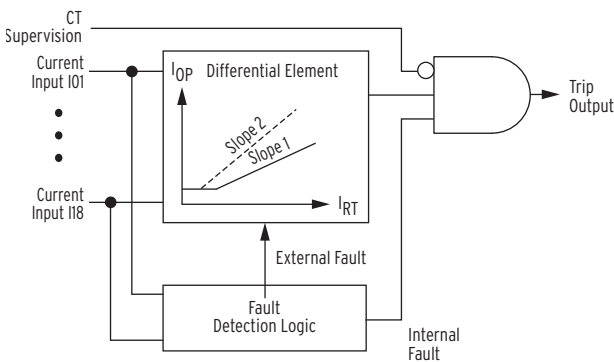 CT
Supervision
Current
Input I01
IOP
Differential Element
Slope 2
Slope 1
Trip
Output
Current
Input I18
IRT
External Fault
Fault
Detection Logic
Internal
Fault